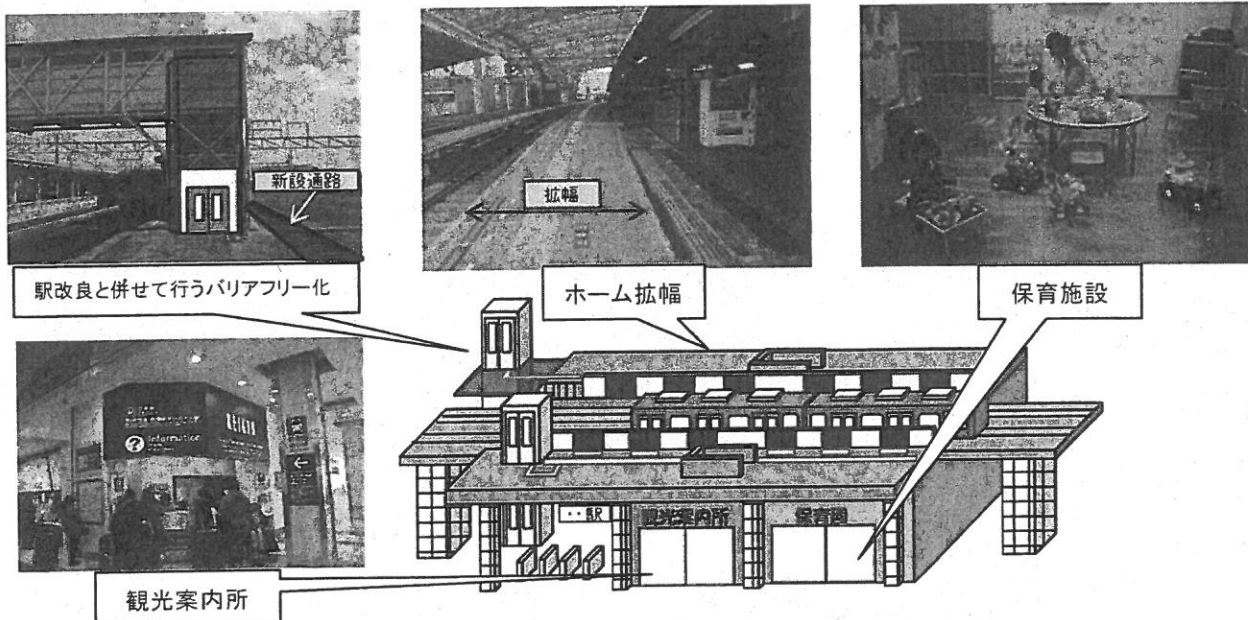 新設通路
拡幅
駅改良と併せて行うバリアフリー化
ホーム拡幅
保育施設
Information
KEIKYU
・・駅
観光案内所
保育園
観光案内所